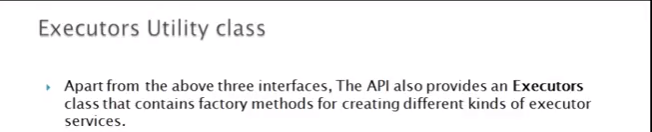 Executors Utility class
Apart from the above three interfaces, The API also provides an Executors
class that contains factory methods for creating different kinds of executor
services.